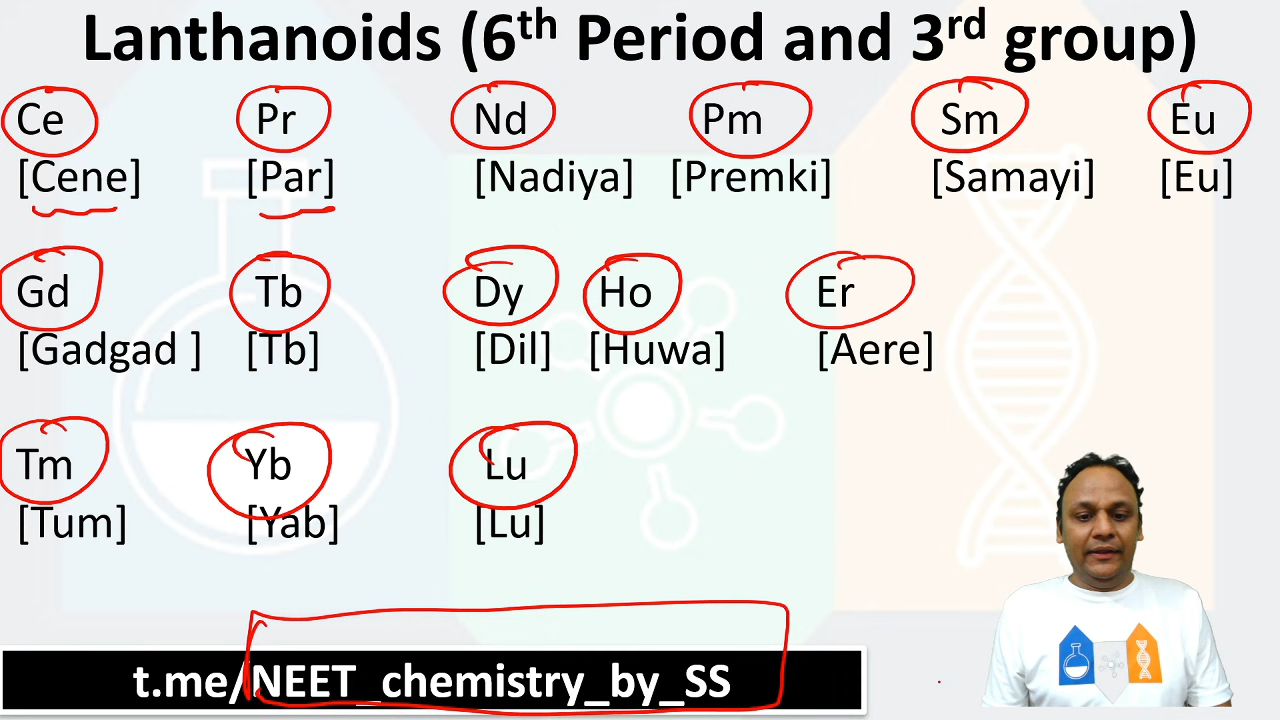 Lanthanoids (6th Period and 3rd group)
Ce Pr Nd Pm Sm Eu
[Cene] [Par] [Nadiya] [Premki] [Samayi] [Eu]
Gd Tb Dy Ho Er
[Gadgad ] [Tb] [Dil] [Huwa] [Aere]
Tm Yb Lu
[Tum] [Yab] [Lu]
t.me/NEET_chemistry_by_SS